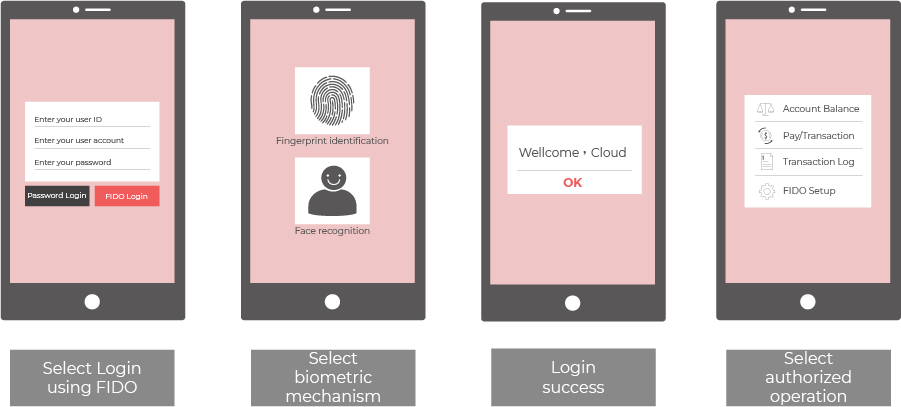 Enter your user ID
Enter your user account
Enter your password
Password Login
FIDO Login
Select Login
using FIDO
Fingerprint identification
Face recognition
Select
biometric
mechanism
Wellcome , Cloud
OK
Login
success
Account Balance
Pay/Transaction
Transaction Log
FIDO Setup
Select
authorized
operation